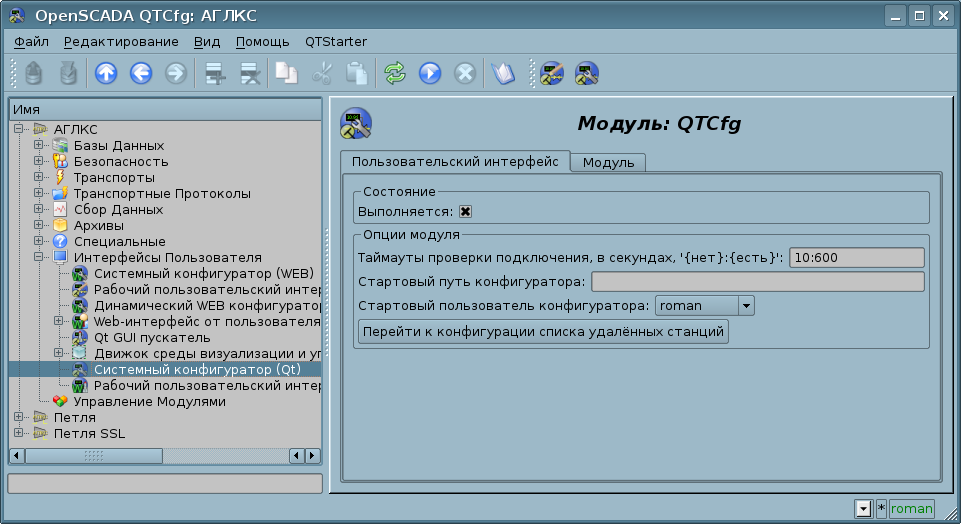 OpenSCADA QTCfg: АГЛКС
Файл Редактирование Вид Помощь QTStarter
Имя
АГЛКС
Базы Данных
Безопасность
Транспорты
Транспортные Протоколы
Сбор Данных
Архивы
Специальные
Интерфейсы Пользователя
Системный конфигуратор (WEB)
Рабочий пользовательский интер
Динамический WEB конфигуратор
Web-интерфейс от пользователя
Qt GUI пускатель
Движок среды визуализации и уп
Системный конфигуратор (Qt)
Рабочий пользовательский интер
Управление Модулями
Петля
Петля SSL
Модуль: QTCfg
Пользовательский интерфейс Модуль
Состояние
Выполняется:
Опции модуля
Таймауты проверки подключения, в секундах, '{нет}:{есть}': 10:600
Стартовый путь конфигуратора:
Стартовый пользователь конфигуратора: roman
Перейти к конфигурации списка удалённых станций
* roman